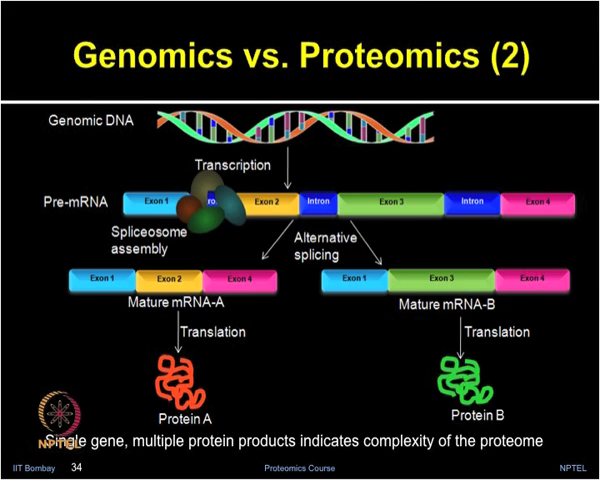 Genomics vs. Proteomics (2)
Genomic DNA
Transcription
Pre-mRNA
Exon 1
Exon 2
Intron
Exon 3
Intron
Exon 4
Spliceosome
assembly
Alternative
splicing
Exon 1
Exon 2
Exon 4
Exon 1
Exon 3
Exon 4
Mature mRNA-A
Mature mRNA-B
Translation
Translation
Protein A
Protein B
NPTEL
Single gene, multiple protein products indicates complexity of the proteome
IIT Bombay
34
Proteomics Course
NPTEL